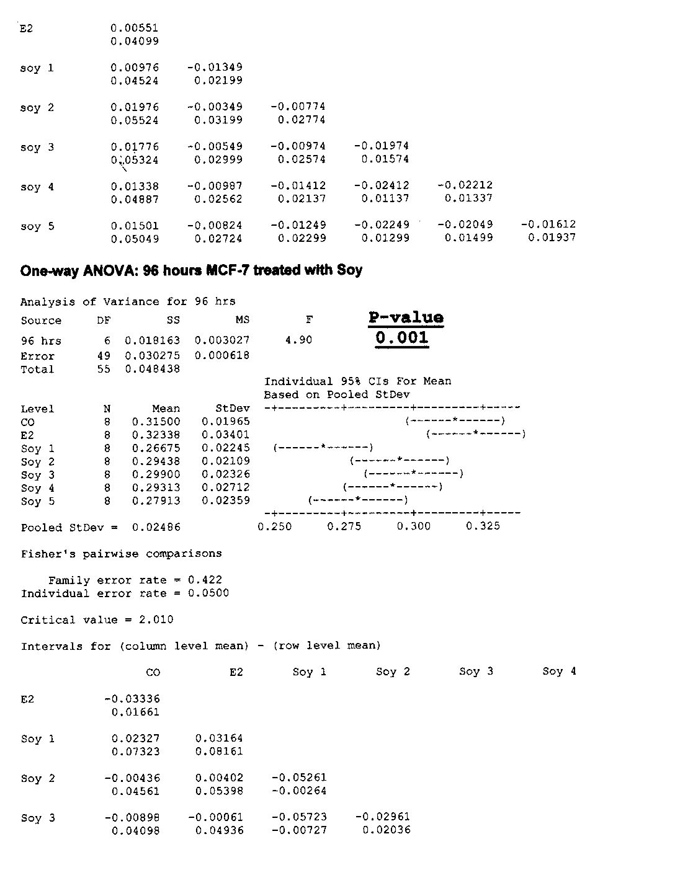 E2 0.00551
0.04099
soy 1 0.00976 -0.01349
0.04524 0.02199
soy 2 0.01976 -0.00349 -0.00774
0.05524 0.03199 0.02774
soy 3 0.01776 -0.00549 -0.00974 -0.01974
0.05324 0.02999 0.02574 0.01574
soy 4 0.01338 -0.00987 -0.01412 -0.02412 -0.02212
0.04887 0.02562 0.02137 0.01137 0.01337
soy 5 0.01501 -0.00824 -0.01249 -0.02249 -0.02049 -0.01612
0.05049 0.02724 0.02299 0.01299 0.01499 0.01937
One-way ANOVA: 96 hours MCF-7 treated with Soy
Analysis of Variance for 96 hrs
Source DF SS MS F P-value
96 hrs 6 0.018163 0.003027 4.90 0.001
Error 49 0.030275 0.000618
Total 55 0.048438
Individual 95% CIs For Mean
Based on Pooled StDev
Level N Mean StDev -+---------+---------+---------+-----
CO 8 0.31500 0.01965 (------*------)
E2 8 0.32338 0.03401 (------*------)
Soy 1 8 0.26675 0.02245 (------*------)
Soy 2 8 0.29438 0.02109 (------*------)
Soy 3 8 0.29900 0.02326 (------*------)
Soy 4 8 0.29313 0.02712 (------*------)
Soy 5 8 0.27913 0.02359 (------*------)
-+---------+---------+---------+-----
Pooled StDev = 0.02486 0.250 0.275 0.300 0.325
Fisher's pairwise comparisons
Family error rate = 0.422
Individual error rate = 0.0500
Critical value = 2.010
Intervals for (column level mean) - (row level mean)
CO E2 Soy 1 Soy 2 Soy 3 Soy 4
E2 -0.03336
0.01661
Soy 1 0.02327 0.03164
0.07323 0.08161
Soy 2 -0.00436 0.00402 -0.05261
0.04561 0.05398 -0.00264
Soy 3 -0.00898 -0.00061 -0.05723 -0.02961
0.04098 0.04936 -0.00727 0.02036